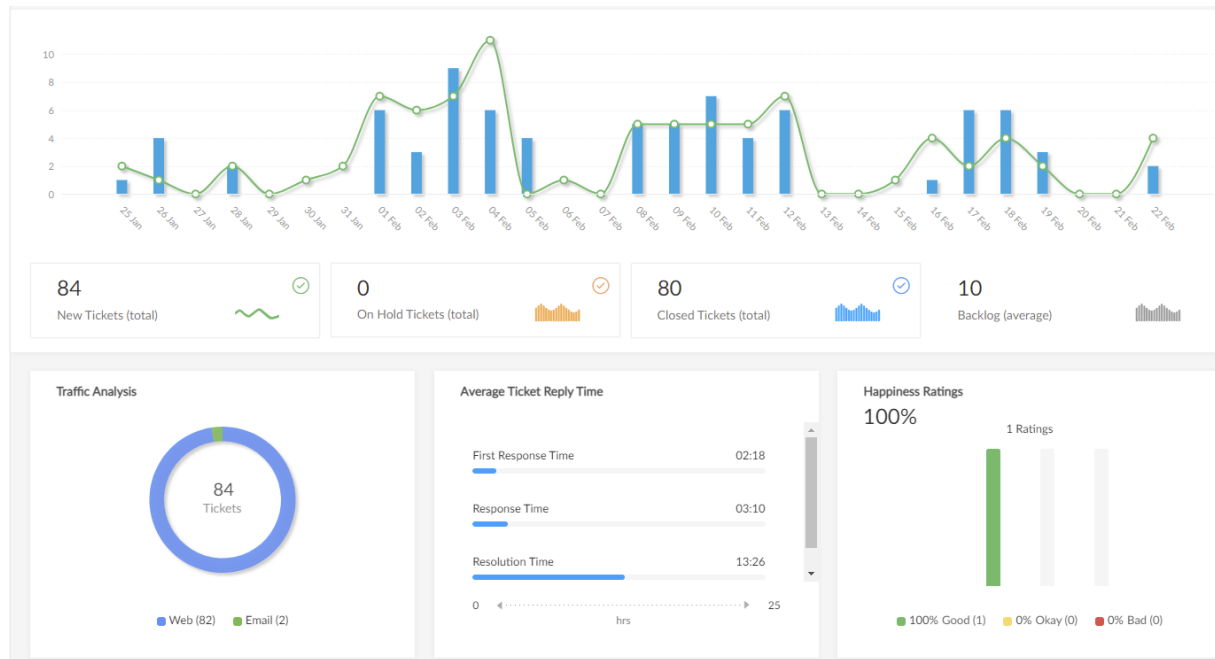 10
8
6
4
2
0
25 Jan 26 Jan 27 Jan 28 Jan 29 Jan 30 Jan 31 Jan 01 Feb 02 Feb 03 Feb 04 Feb 05 Feb 06 Feb 07 Feb 08 Feb 09 Feb 10 Feb 11 Feb 12 Feb 13 Feb 14 Feb 15 Feb 16 Feb 17 Feb 18 Feb 19 Feb 20 Feb 21 Feb 22 Feb
84 0 80 10
New Tickets (total) On Hold Tickets (total) Closed Tickets (total) Backlog (average)
Traffic Analysis
84
Tickets
Web (82) Email (2)
Average Ticket Reply Time
First Response Time 02:18
Response Time 03:10
Resolution Time 13:26
0 25
hrs
Happiness Ratings
100%
1 Ratings
100% Good (1) 0% Okay (0) 0% Bad (0)